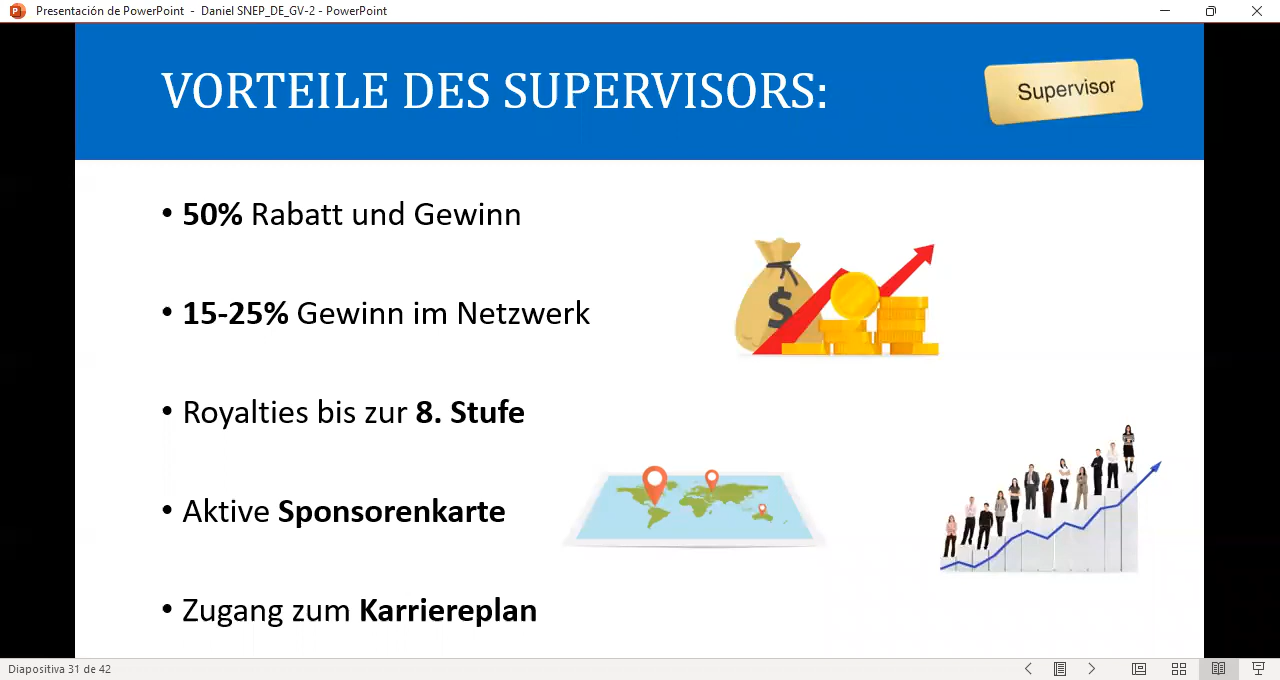 Presentación de PowerPoint - Daniel SNEP_DE_GV-2 - PowerPoint
VORTEILE DES SUPERVISORS:
Supervisor
• 50% Rabatt und Gewinn
$
• 15-25% Gewinn im Netzwerk
• Royalties bis zur 8. Stufe
• Aktive Sponsorenkarte
• Zugang zum Karriereplan
Diapositiva 31 de 42